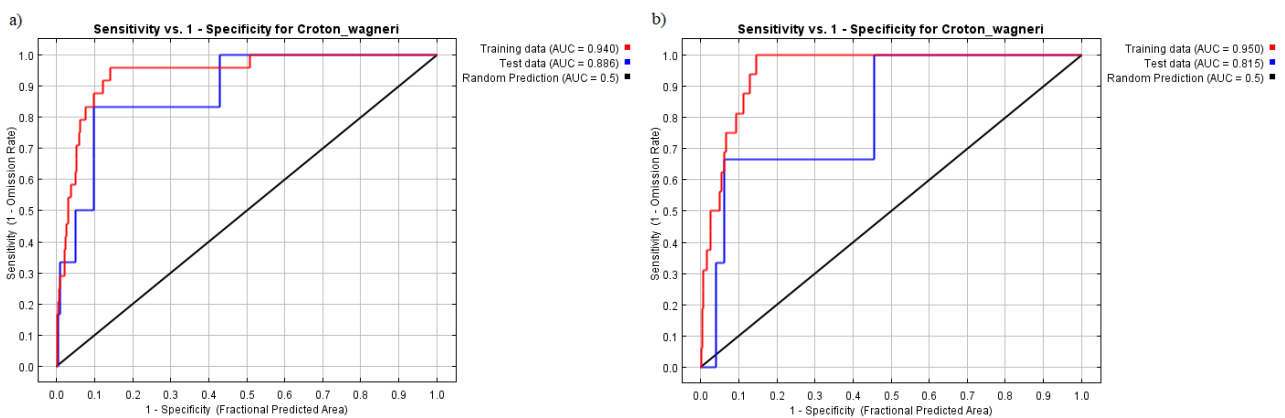 a)
Sensitivity vs. 1 - Specificity for Croton_wagneri
Training data (AUC = 0.940)
Test data (AUC = 0.886)
Random Prediction (AUC = 0.5)
Sensitivity (1 - Omission Rate)
1.0
0.9
0.8
0.7
0.6
0.5
0.4
0.3
0.2
0.1
0.0
0.0 0.1 0.2 0.3 0.4 0.5 0.6 0.7 0.8 0.9 1.0
1 - Specificity (Fractional Predicted Area)
b)
Sensitivity vs. 1 - Specificity for Croton_wagneri
Training data (AUC = 0.950)
Test data (AUC = 0.815)
Random Prediction (AUC = 0.5)
Sensitivity (1 - Omission Rate)
1.0
0.9
0.8
0.7
0.6
0.5
0.4
0.3
0.2
0.1
0.0
0.0 0.1 0.2 0.3 0.4 0.5 0.6 0.7 0.8 0.9 1.0
1 - Specificity (Fractional Predicted Area)